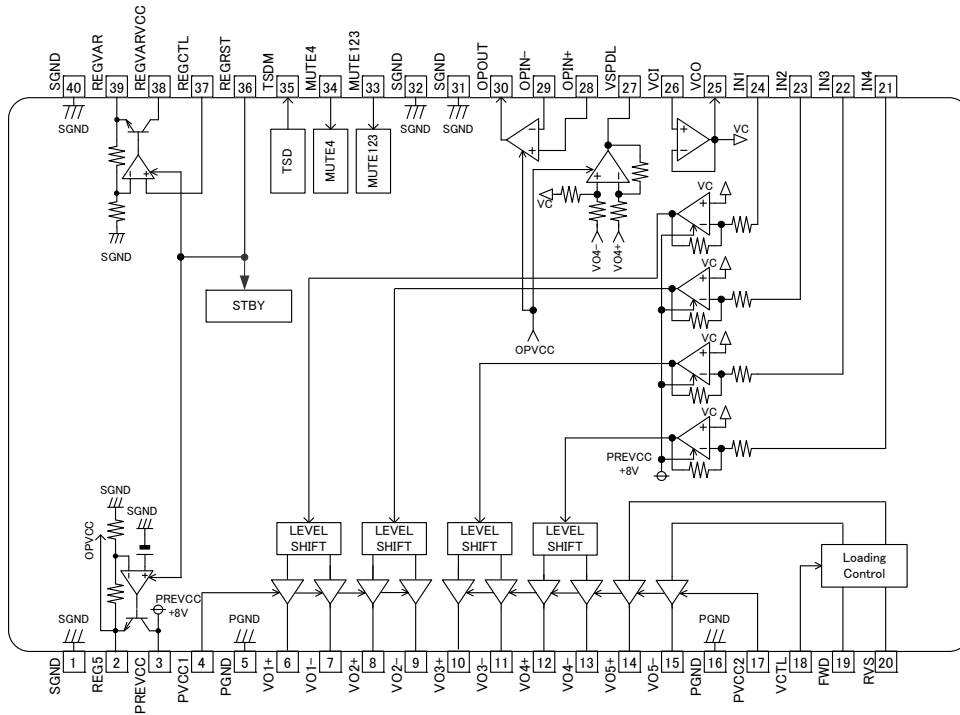 SGND
REGVAR
REGVARVCC
REGCTL
REGRST
TSDM
MUTE4
MUTE123
SGND
SGND
OPOUT
OPIN-
OPIN+
VSPDL
VCI
VCO
IN1
IN2
IN3
IN4
40
39
38
37
36
35
34
33
32
31
30
29
28
27
26
25
24
23
22
21
SGND
SGND
SGND
SGND
TSD
MUTE4
MUTE123
VC
VC
VO4-
VO4+
OPVCC
STBY
VC
VC
VC
VC
PREVCC
+8V
- +
- +
+ -
+ -
+
-
+
-
+
-
+
-
+
-
SGND
SGND
OPVCC
- +
PREVCC
+8V
SGND
PGND
PGND
LEVEL
SHIFT
LEVEL
SHIFT
LEVEL
SHIFT
LEVEL
SHIFT
Loading
Control
1
2
3
4
5
6
7
8
9
10
11
12
13
14
15
16
17
18
19
20
SGND
REG5
PREVCC
PVCC1
PGND
VO1+
VO1-
VO2+
VO2-
VO3+
VO3-
VO4+
VO4-
VO5+
VO5-
PGND
PVCC2
VCTL
FWD
RVS